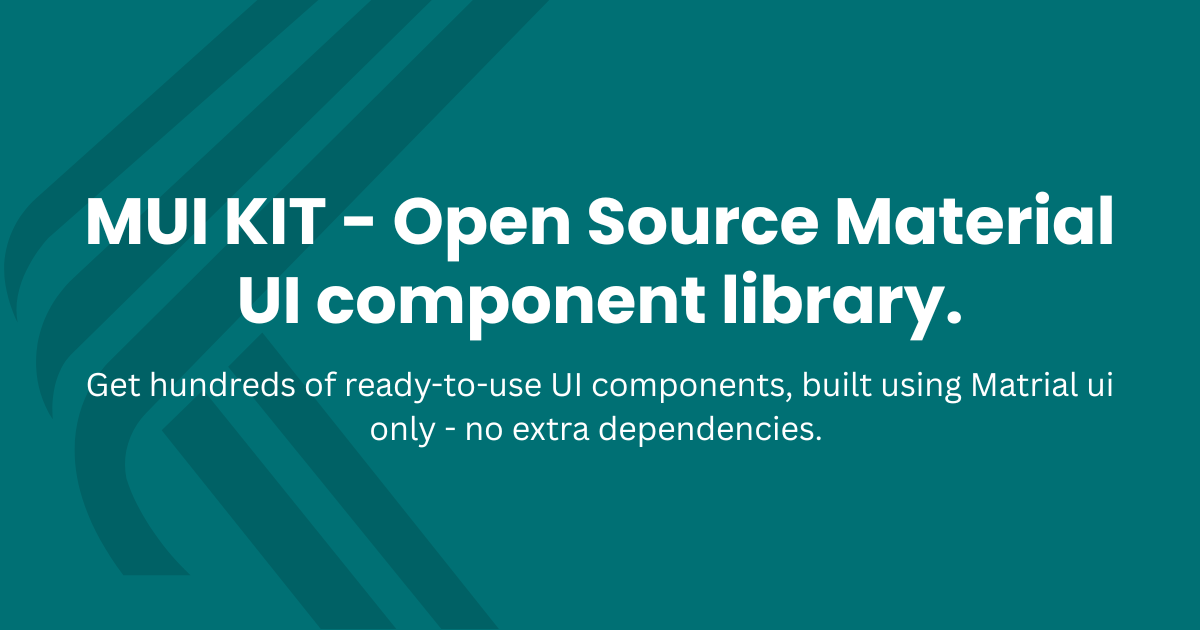 MUI KIT - Open Source Material
UI component library.
Get hundreds of ready-to-use UI components, built using Matrial ui
only - no extra dependencies.